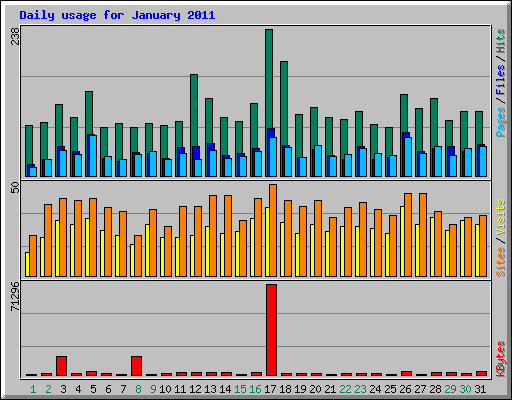 Daily usage for January 2011
238
Pages / Files / Hits
50
Sites / Visits
71296
KBytes
1 2 3 4 5 6 7 8 9 10 11 12 13 14 15 16 17 18 19 20 21 22 23 24 25 26 27 28 29 30 31